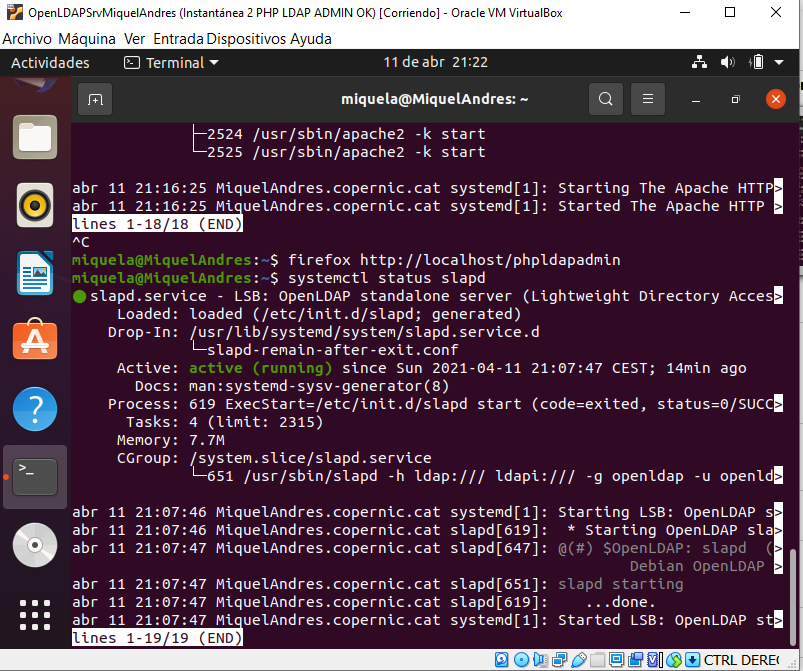 OpenLDAPSrvMiquelAndres (Instantánea 2 PHP LDAP ADMIN OK) [Corriendo] - Oracle VM VirtualBox
Archivo Máquina Ver Entrada Dispositivos Ayuda
Actividades Terminal 11 de abr 21:22
miquela@MiquelAndres: ~
├─2524 /usr/sbin/apache2 -k start
└─2525 /usr/sbin/apache2 -k start
abr 11 21:16:25 MiquelAndres.copernic.cat systemd[1]: Starting The Apache HTTP>
abr 11 21:16:25 MiquelAndres.copernic.cat systemd[1]: Started The Apache HTTP >
lines 1-18/18 (END)
^C
miquela@MiquelAndres:~$ firefox http://localhost/phpldapadmin
miquela@MiquelAndres:~$ systemctl status slapd
● slapd.service - LSB: OpenLDAP standalone server (Lightweight Directory Acces>
Loaded: loaded (/etc/init.d/slapd; generated)
Drop-In: /usr/lib/systemd/system/slapd.service.d
└─slapd-remain-after-exit.conf
Active: active (running) since Sun 2021-04-11 21:07:47 CEST; 14min ago
Docs: man:systemd-sysv-generator(8)
Process: 619 ExecStart=/etc/init.d/slapd start (code=exited, status=0/SUCC>
Tasks: 4 (limit: 2315)
Memory: 7.7M
CGroup: /system.slice/slapd.service
└─651 /usr/sbin/slapd -h ldap:/// ldapi:/// -g openldap -u openld>
abr 11 21:07:46 MiquelAndres.copernic.cat systemd[1]: Starting LSB: OpenLDAP s>
abr 11 21:07:46 MiquelAndres.copernic.cat slapd[619]:  * Starting OpenLDAP sla>
abr 11 21:07:47 MiquelAndres.copernic.cat slapd[647]: @(#) $OpenLDAP: slapd  (>
Debian OpenLDAP >
abr 11 21:07:47 MiquelAndres.copernic.cat slapd[651]: slapd starting
abr 11 21:07:47 MiquelAndres.copernic.cat slapd[619]:    ...done.
abr 11 21:07:47 MiquelAndres.copernic.cat systemd[1]: Started LSB: OpenLDAP st>
lines 1-19/19 (END)
CTRL DEREC